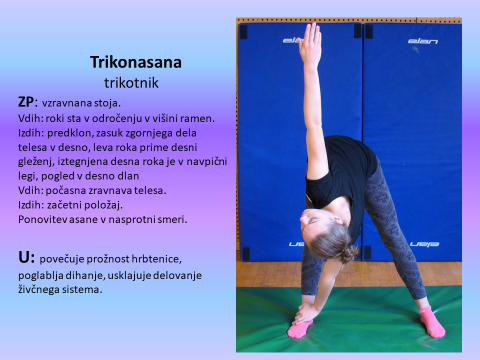 Trikonasana
trikotnik
ZP: vzravnana stoja.
Vdih: roki sta v odročenju v višini ramen.
Izdih: predklon, zasuk zgornjega dela
telesa v desno, leva roka prime desni
gleženj, iztegnjena desna roka je v navpični
legi, pogled v desno dlan
Vdih: počasna zravnava telesa.
Izdih: začetni položaj.
Ponovitev asane v nasprotni smeri.
U: povečuje prožnost hrbtenice,
poglablja dihanje, usklajuje delovanje
živčnega sistema.
elan
elan
elan
elan